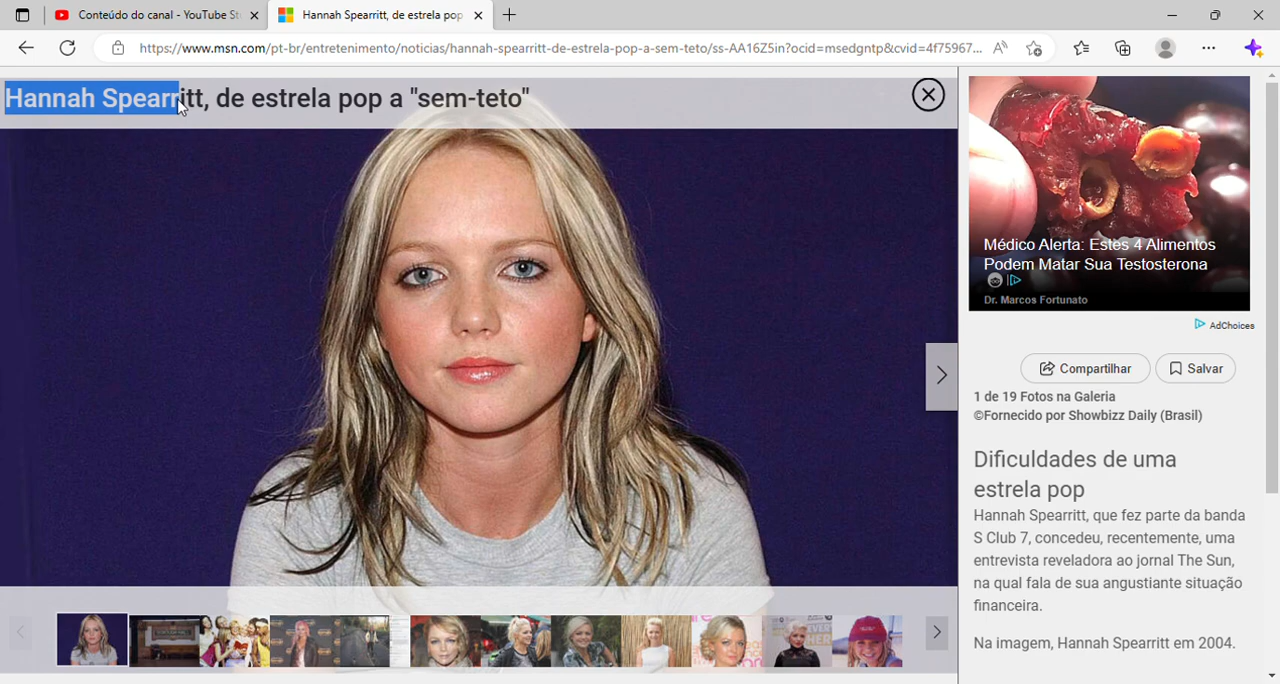 Conteúdo do canal - YouTube St
Hannah Spearritt, de estrela pop
https://www.msn.com/pt-br/entretenimento/noticias/hannah-spearritt-de-estrela-pop-a-sem-teto/ss-AA16Z5in?ocid=msedgntp&cvid=4f75967...
Hannah Spearritt, de estrela pop a "sem-teto"
Médico Alerta: Estes 4 Alimentos
Podem Matar Sua Testosterona
Dr. Marcos Fortunato
AdChoices
Compartilhar
Salvar
1 de 19 Fotos na Galeria
©Fornecido por Showbizz Daily (Brasil)
Dificuldades de uma
estrela pop
Hannah Spearritt, que fez parte da banda
S Club 7, concedeu, recentemente, uma
entrevista reveladora ao jornal The Sun,
na qual fala de sua angustiante situação
financeira.
Na imagem, Hannah Spearritt em 2004.